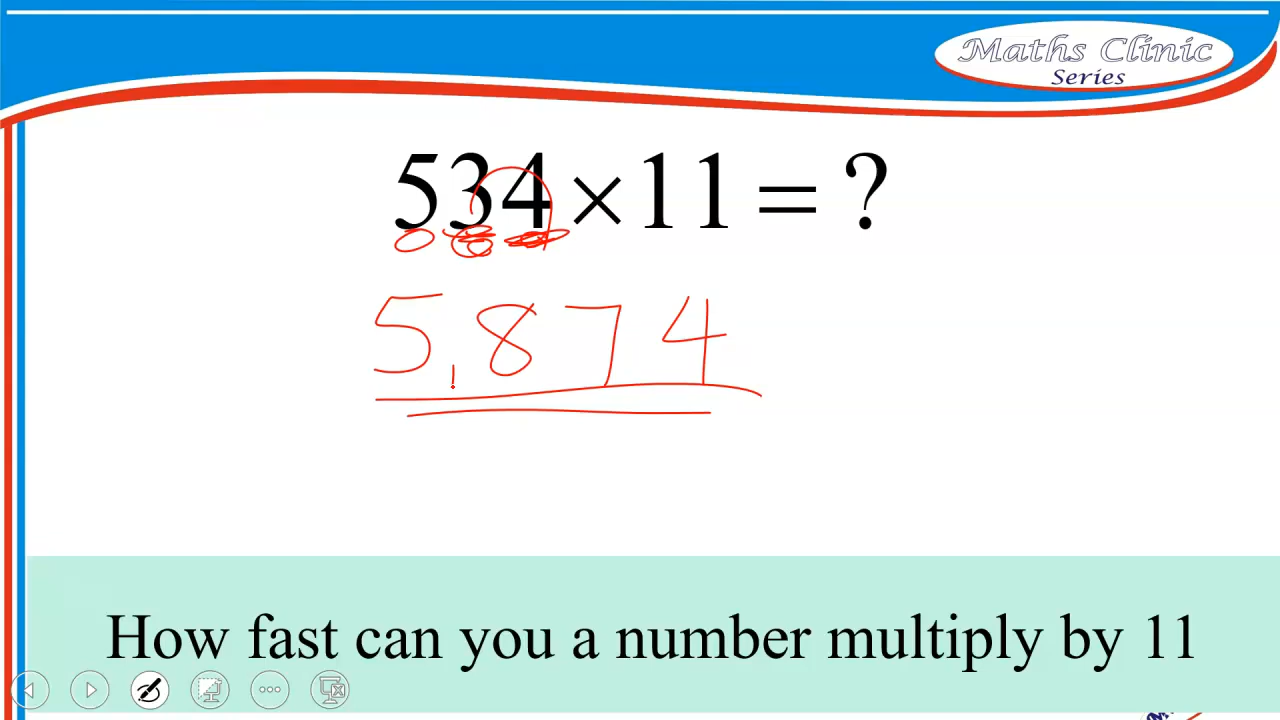 Maths Clinic
Series
534×11=?
5,874
How fast can you a number multiply by 11